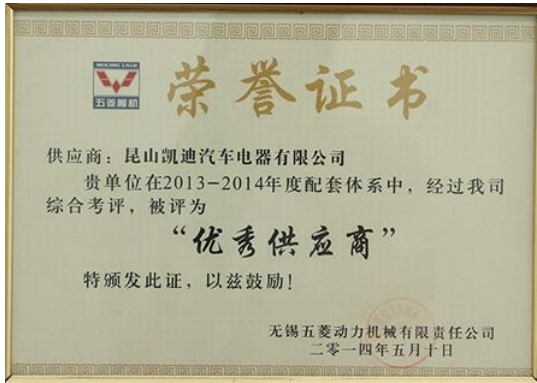 WULING LIUJI
五菱柳机
荣誉证书
供应商：昆山凯迪汽车电器有限公司
贵单位在2013-2014年度配套体系中，经过我司
综合考评，被评为
“优秀供应商”
特颁发此证，以兹鼓励！
无锡五菱动力机械有限责任公司
二零一四年五月十日